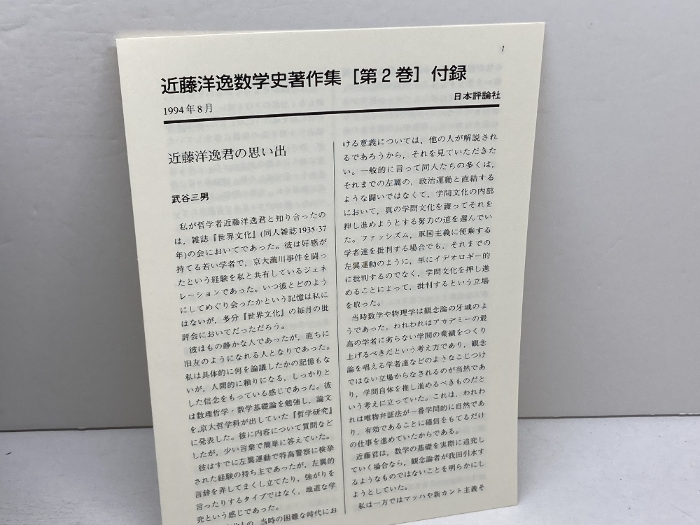 1
近藤洋逸数学史著作集［第２巻］付録
1994年8月
日本評論社
近藤洋逸君の思い出
武谷三男
私が哲学者近藤洋逸君と知り合ったの
は、雑誌『世界文化』(同人雑誌1935-37
年)の会においてであった。彼は好感が
持てる若い学者で、京大滝川事件を闘っ
たという経験を私と共有しているジェネ
レーションであった。いつ彼とどのよう
にしてめぐり会ったかという記憶は私に
はないが、多分『世界文化』の毎月の批
評会においてだっただろう。
彼はもの静かな人であったが、直ちに
旧友のようになれる人となりであった。
私は具体的に何を論議したかの記憶もな
いが、人間的に頼りになる、しっかりと
した信念をもっている感じであった。彼
は数理哲学・数学基礎論を勉強し、論文
を京大哲学科が出していた『哲学研究』
に発表した。彼に内容について質問など
したが、少い言葉で簡単に答えていた。
彼はすでに左翼運動で特高警察に検挙
された経験の持ち主であったが、左翼的
言辞を弄してまくし立てたり、強がりを
言ったりするタイプではなく、地道な学
究という感じであった。
当時の困難な時代にお
ける意義については、他の人が解説され
るであろうから、それを見ていただきた
い。一般的に言って同人たちの多くは、
それまでの左翼の、政治運動と直結する
ような闘いではなくて、学問文化の内部
において、真の学問文化を護ってそれを
押し進めようとする努力の道を選んでい
た。ファッシズム、軍国主義に便乗する
学者達を批判する場合でも、それまでの
左翼運動のように、単にイデオロギー的
に批判するのでなく、学問文化を押し進
めることによって、批判するという立場
を取った。
当時数学や物理学は観念論の牙城のよ
うであった。われわれはアカデミーの最
高の学者に劣らない学問の業績をつくり
上げるべきだという考え方であり、観念
論を唱える学者達などのようなこじつけ
ではない立場からなされるのが当然であ
り、学問自体を推し進めるべきものだと
いう考えに立っていた。これは、われわ
れは唯物弁証法が一番学問的に自然であ
り、有効であることに確信をもてるだけ
の仕事を進めていたからである。
近藤君は、数学の基礎を実際に追究し
ていく場合なら、観念論者が我田引水す
るようなものではないことを明らかにし
ようとしていた。
私は一方ではマッハや新カント主義そ